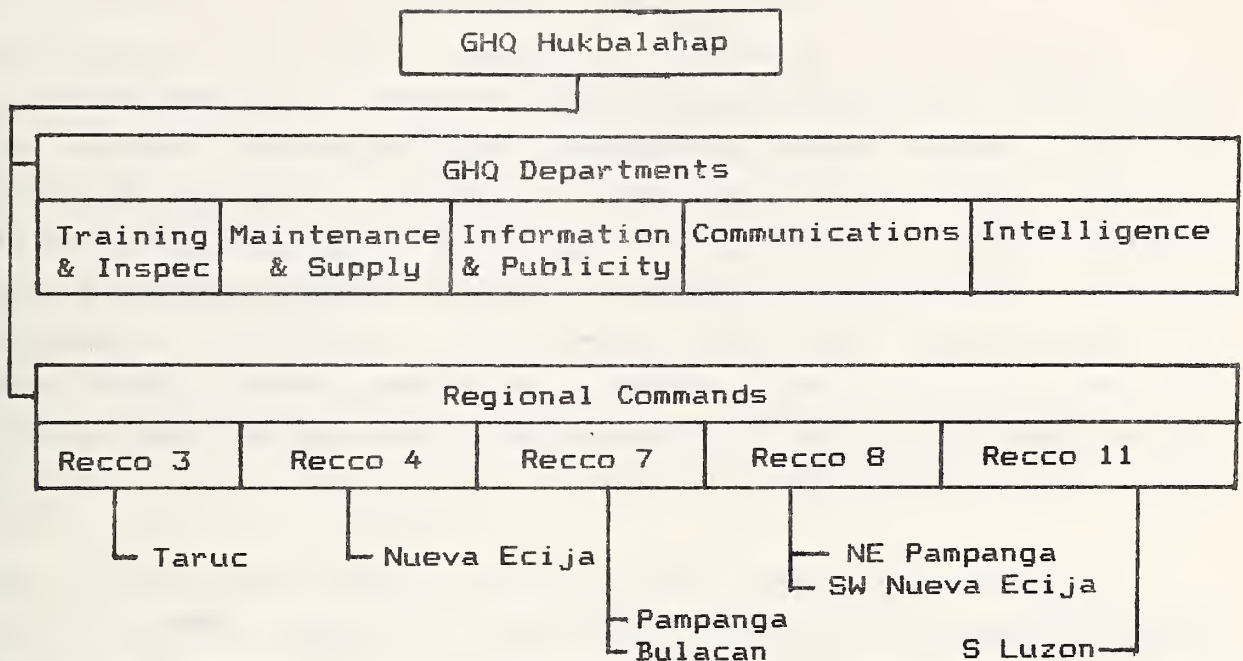 GHQ Hukbalahap
GHQ Departments
Training & Inspec
Maintenance & Supply
Information & Publicity
Communications
Intelligence
Regional Commands
Recco 3
Recco 4
Recco 7
Recco 8
Recco 11
Taruc
Nueva Ecija
Pampanga
Bulacan
NE Pampanga
SW Nueva Ecija
S Luzon